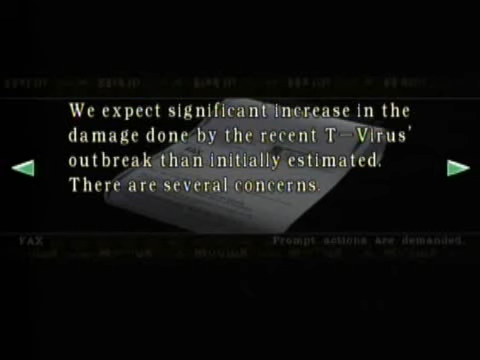 We expect significant increase in the
damage done by the recent T-Virus'
outbreak than initially estimated.
There are several concerns.
FAX
Prompt actions are demanded.